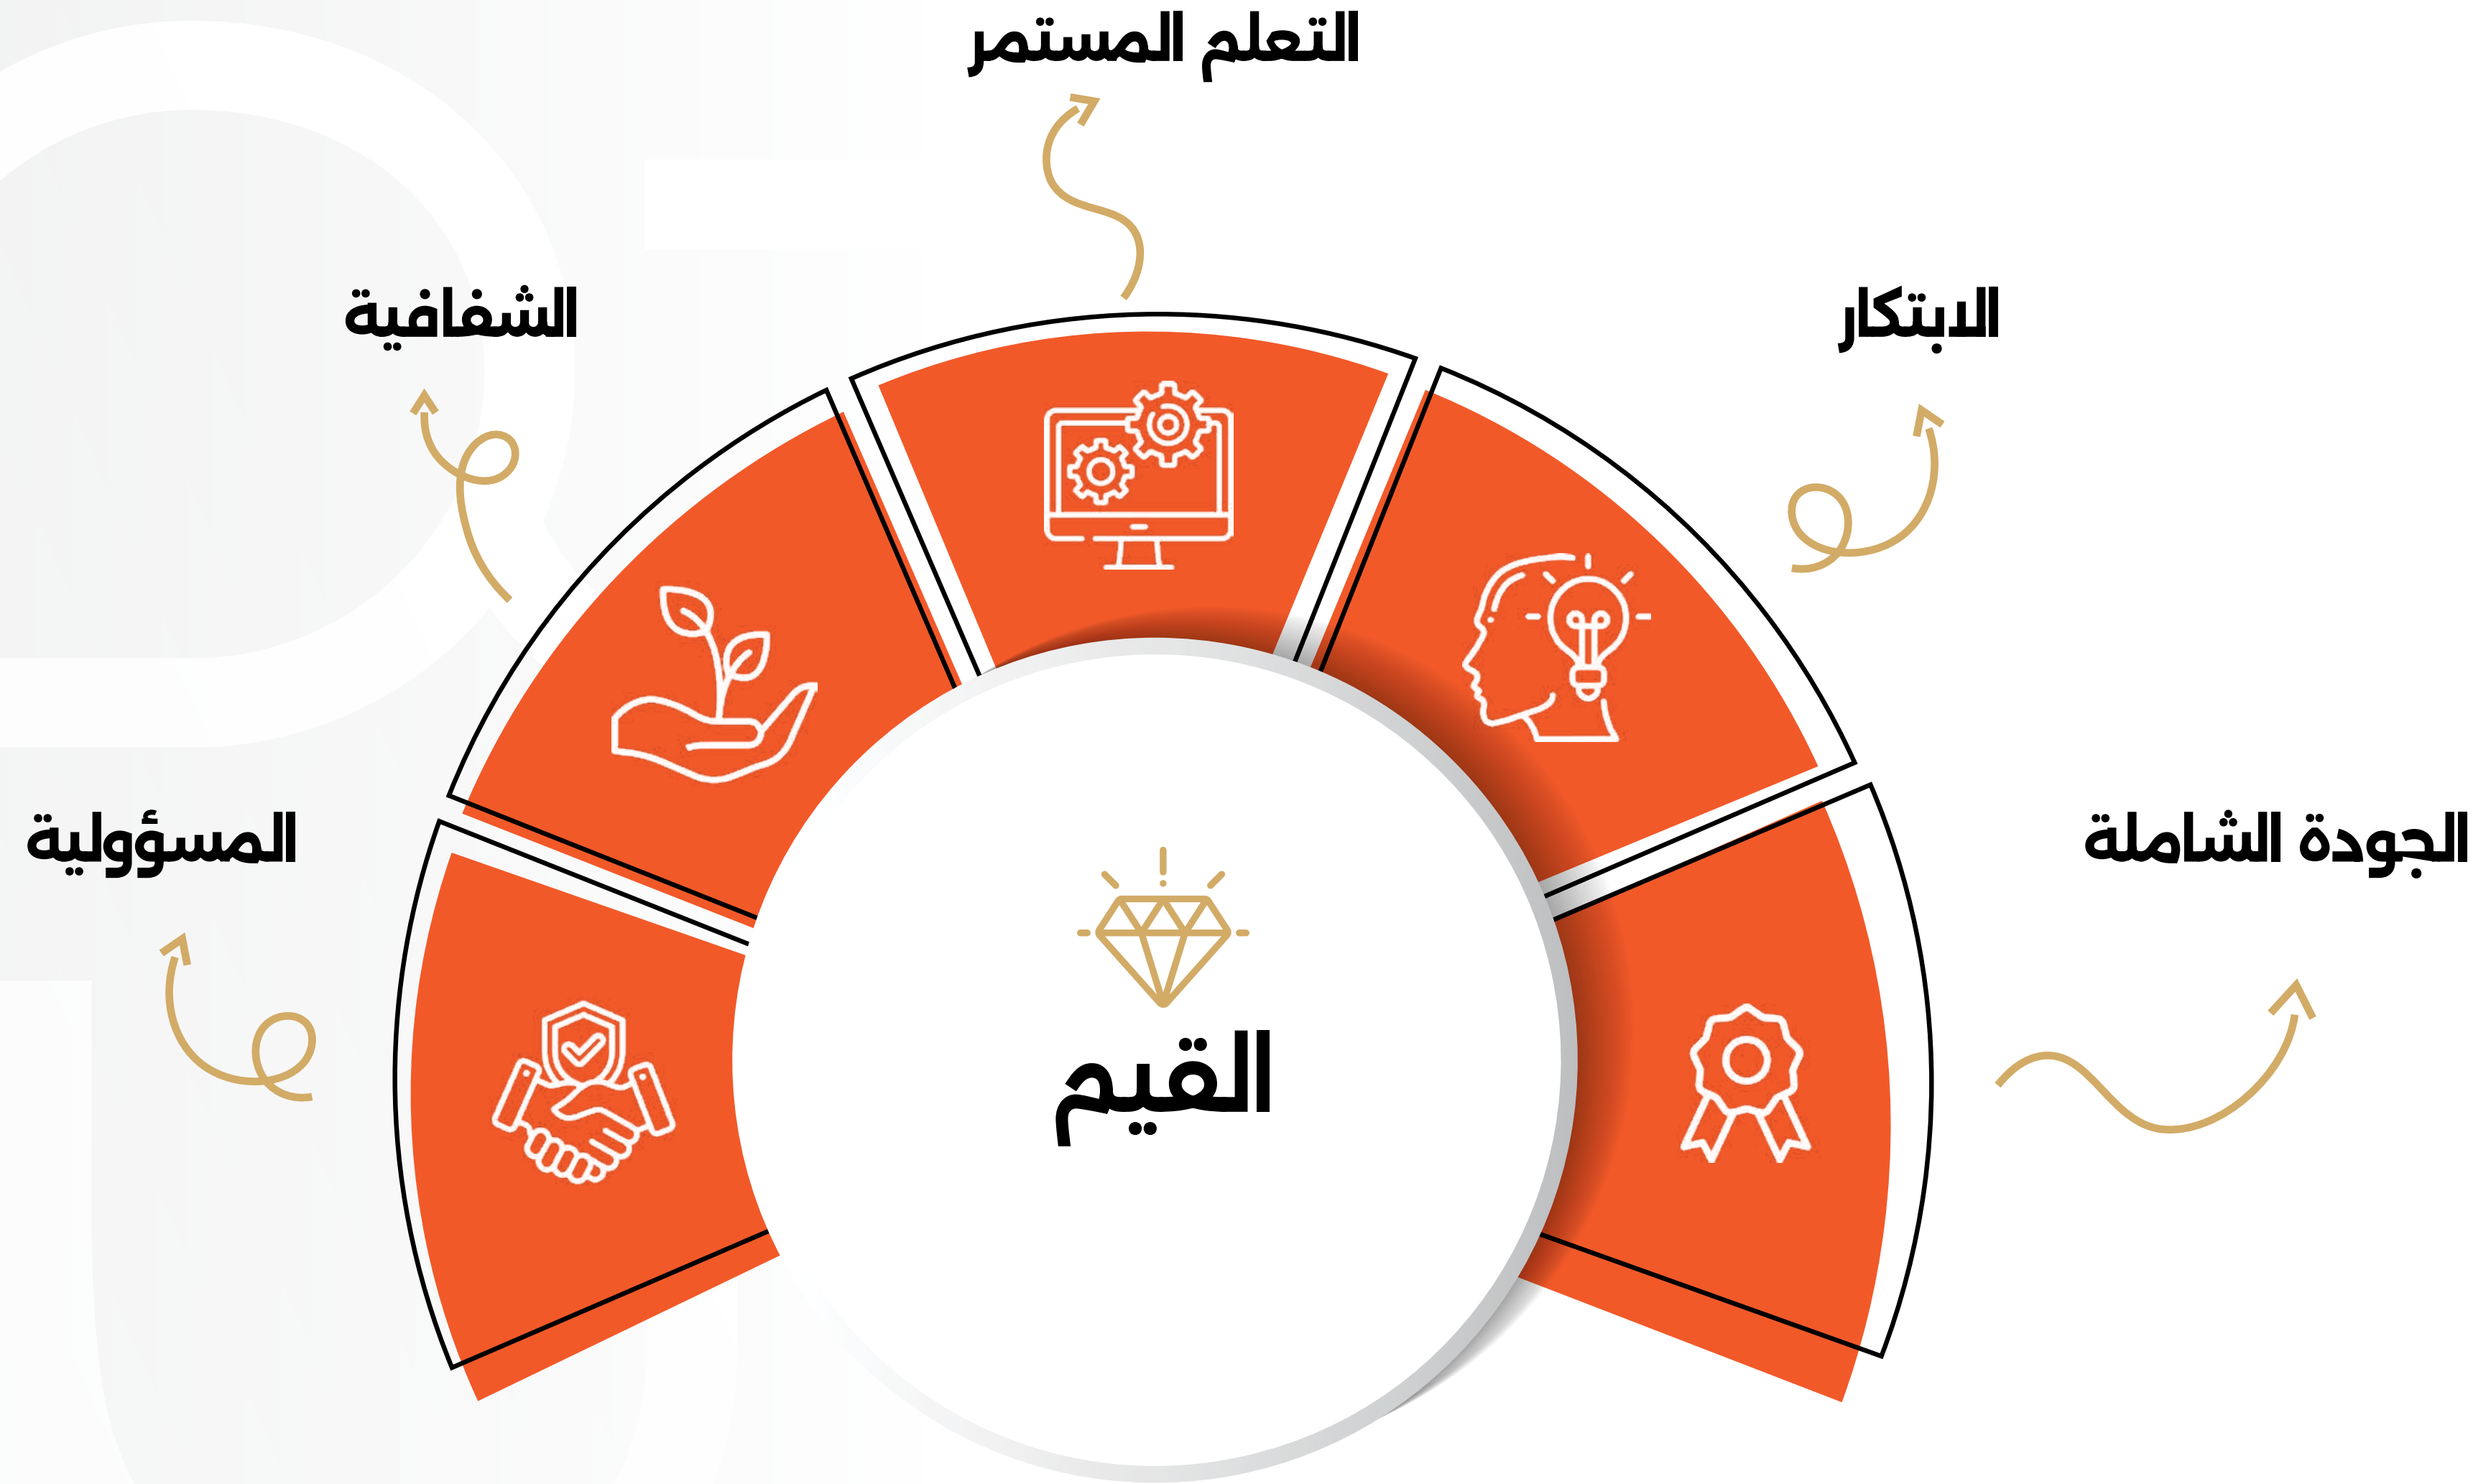 التعلم المستمر
الابتكار
الشفافية
الجودة الشاملة
المسؤولية
القيم